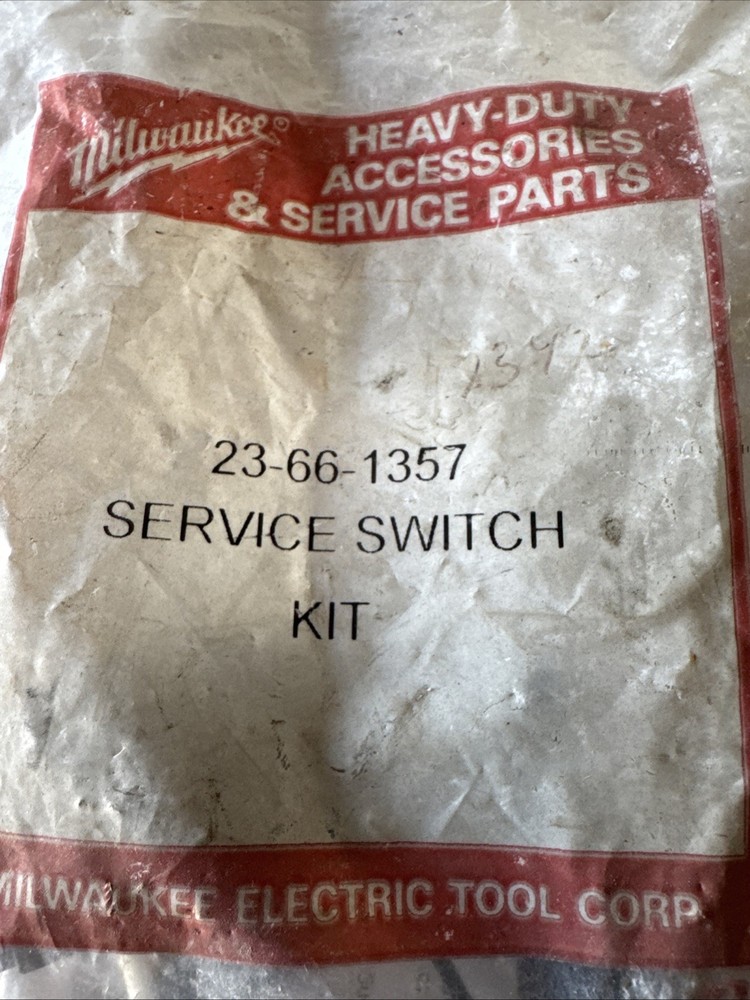 Milwaukee®
HEAVY-DUTY
ACCESSORIES
& SERVICE PARTS
23-66-1357
SERVICE SWITCH
KIT
MILWAUKEE ELECTRIC TOOL CORP.